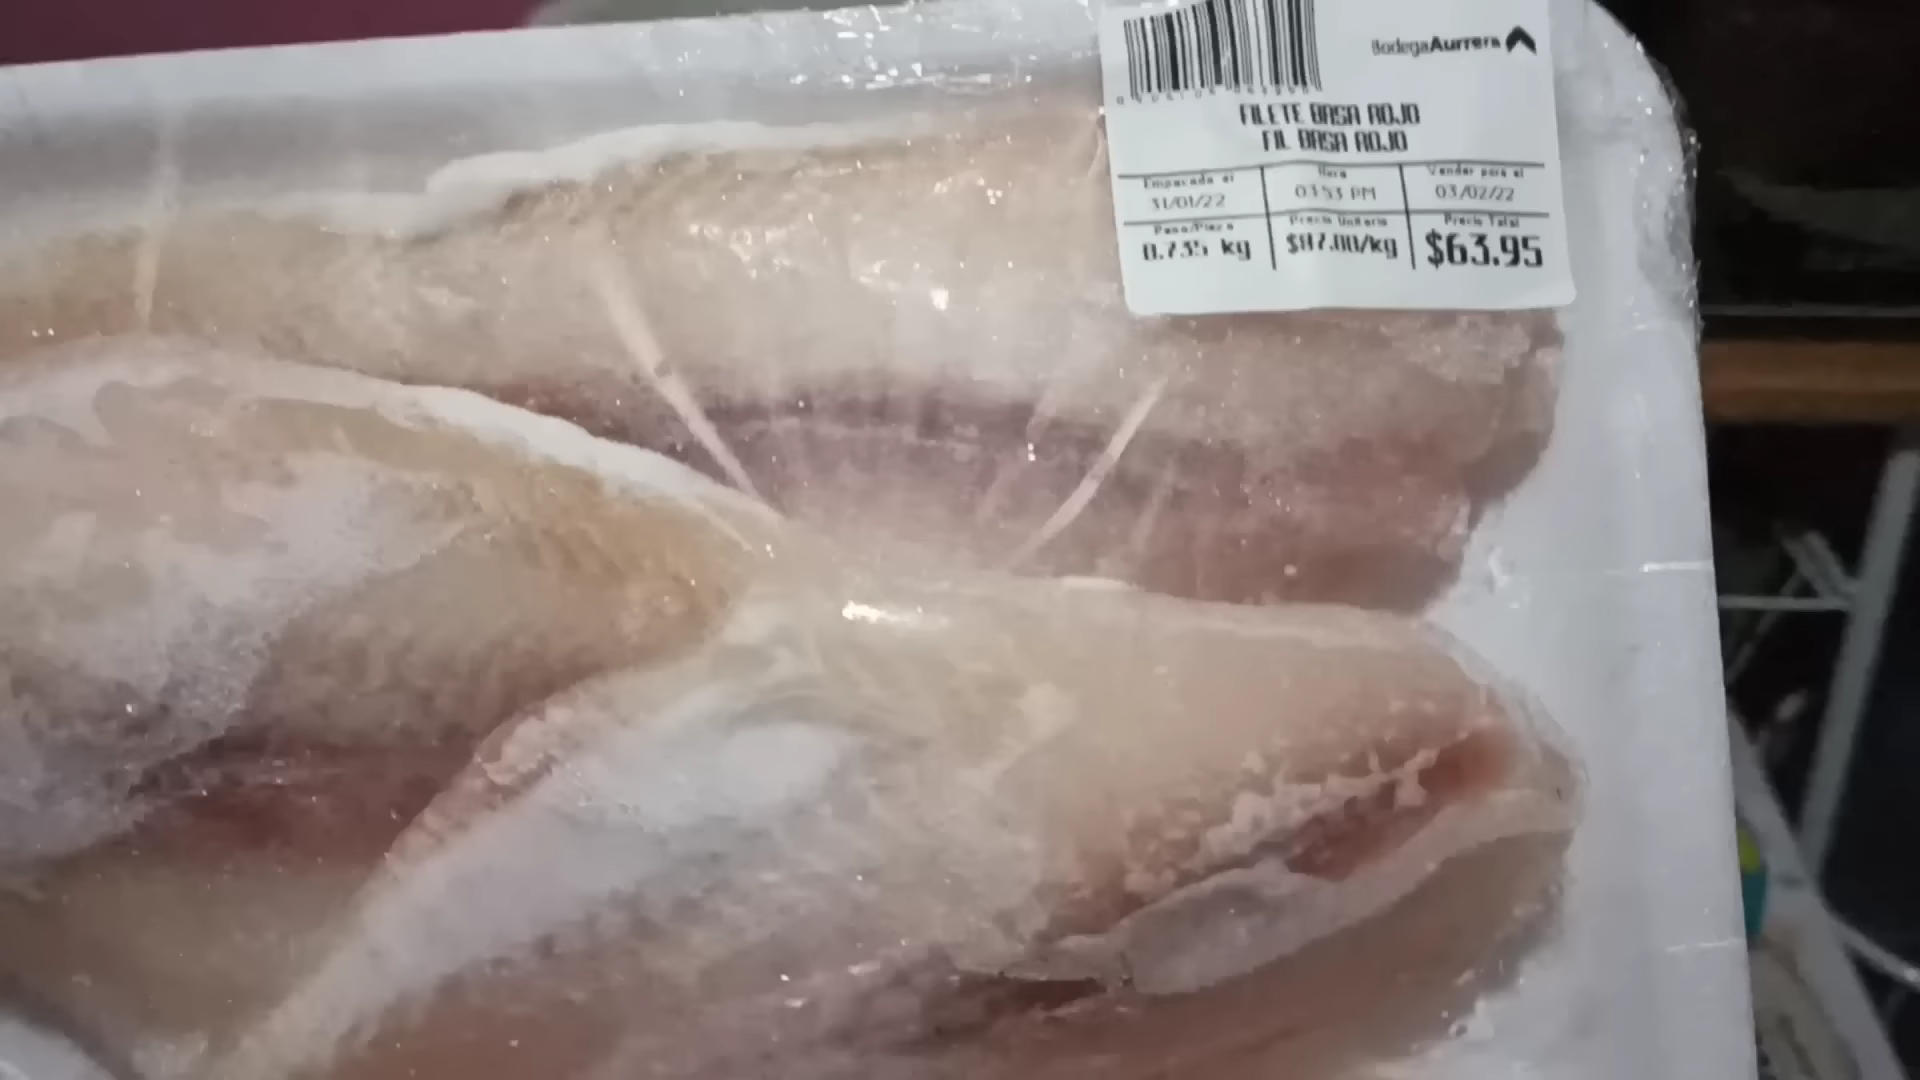 BodegaAurrera
FILETE BASA ROJO
FIL BASA ROJO
Empacado el Hora Vender para el
31/01/22 03:53 PM 03/02/22
Peso/Pieza Precio Unitario Precio Total
0.735 kg $87.00/kg $63.95